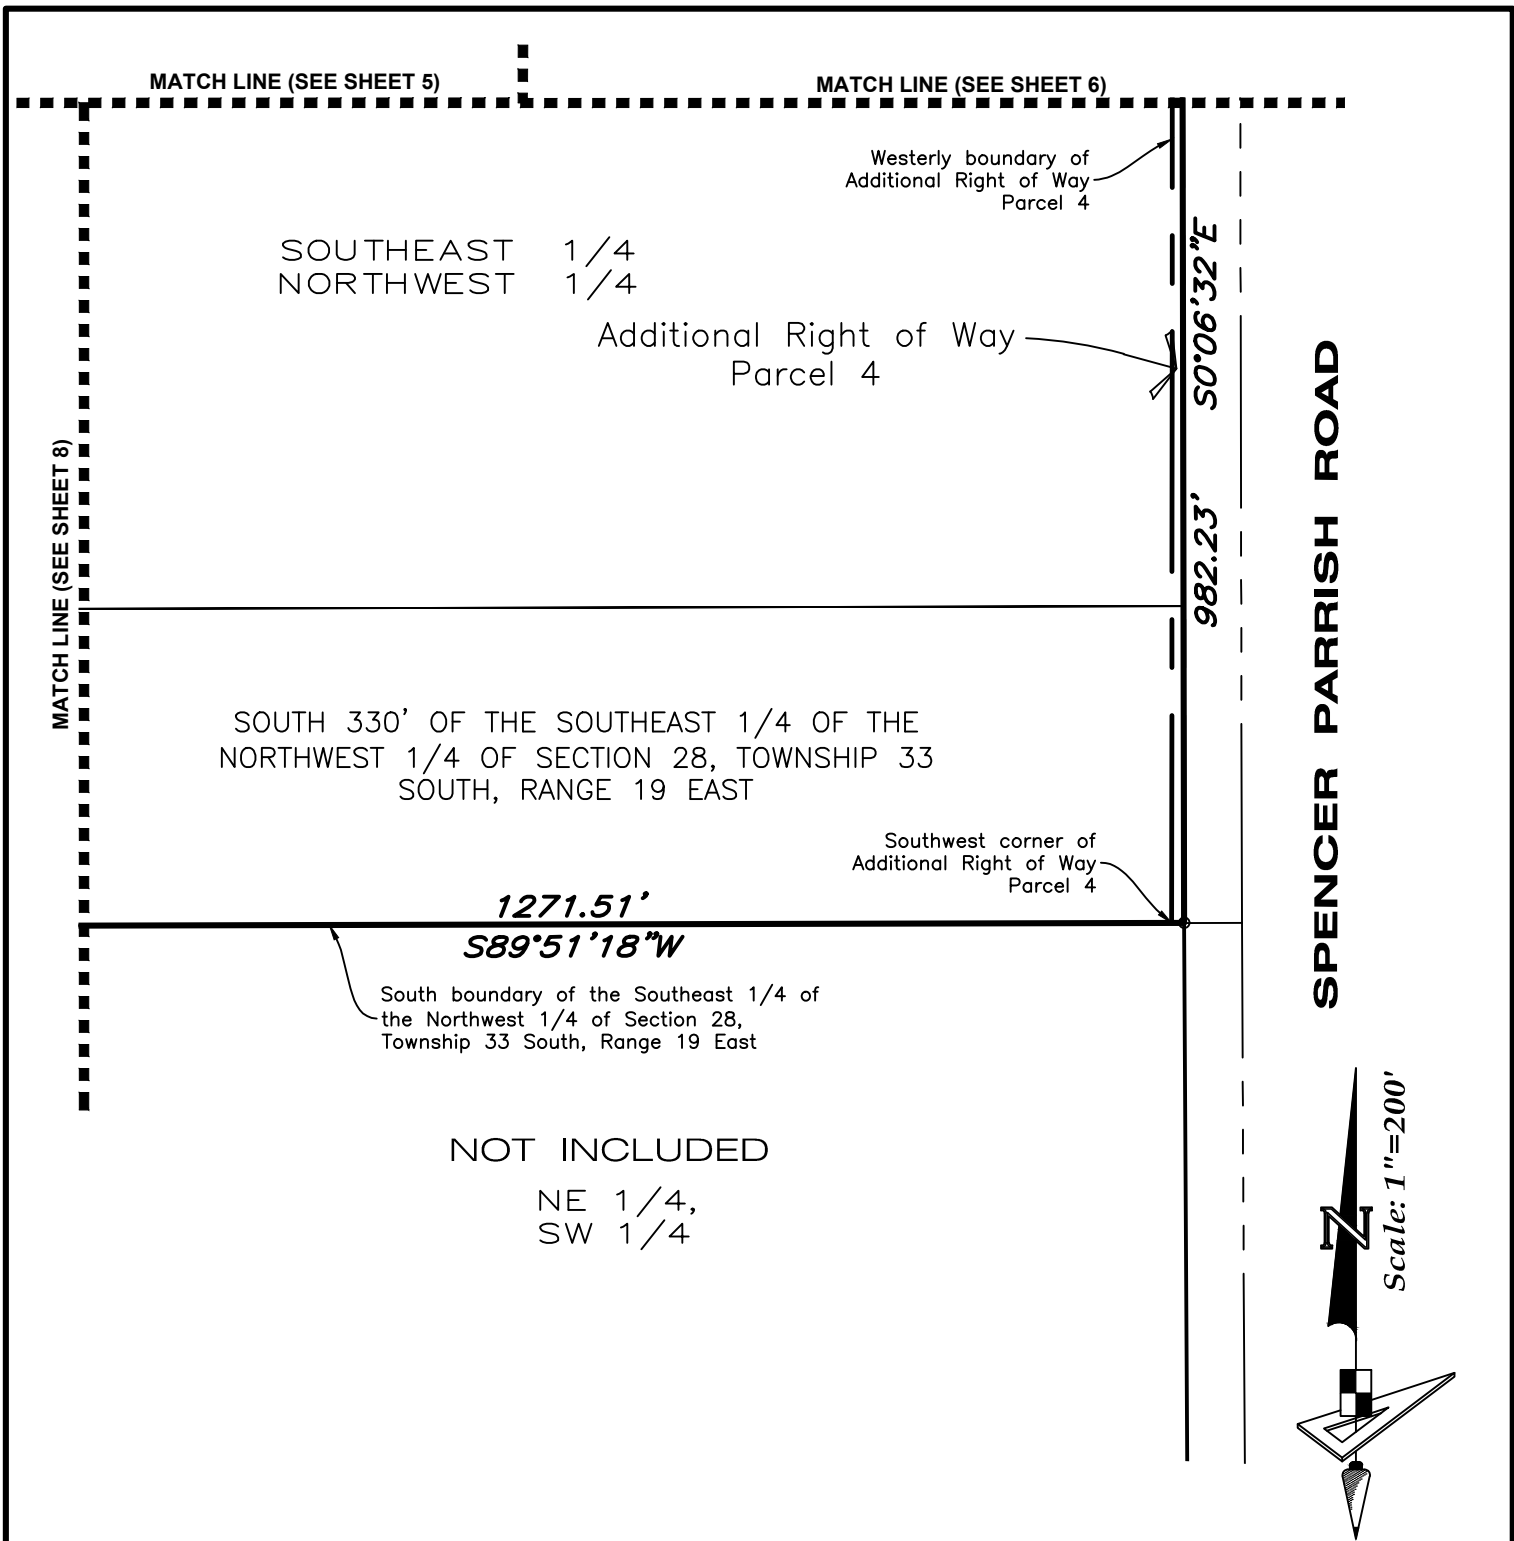 MATCH LINE (SEE SHEET 5)
MATCH LINE (SEE SHEET 6)
Westerly boundary of
Additional Right of Way
Parcel 4
SOUTHEAST 1/4
NORTHWEST 1/4
Additional Right of Way
Parcel 4
S0°06'32"E
982.23'
SPENCER PARRISH ROAD
MATCH LINE (SEE SHEET 8)
SOUTH 330' OF THE SOUTHEAST 1/4 OF THE
NORTHWEST 1/4 OF SECTION 28, TOWNSHIP 33
SOUTH, RANGE 19 EAST
Southwest corner of
Additional Right of Way
Parcel 4
1271.51'
S89°51'18"W
South boundary of the Southeast 1/4 of
the Northwest 1/4 of Section 28,
Township 33 South, Range 19 East
NOT INCLUDED
NE 1/4,
SW 1/4
N
Scale: 1"=200'